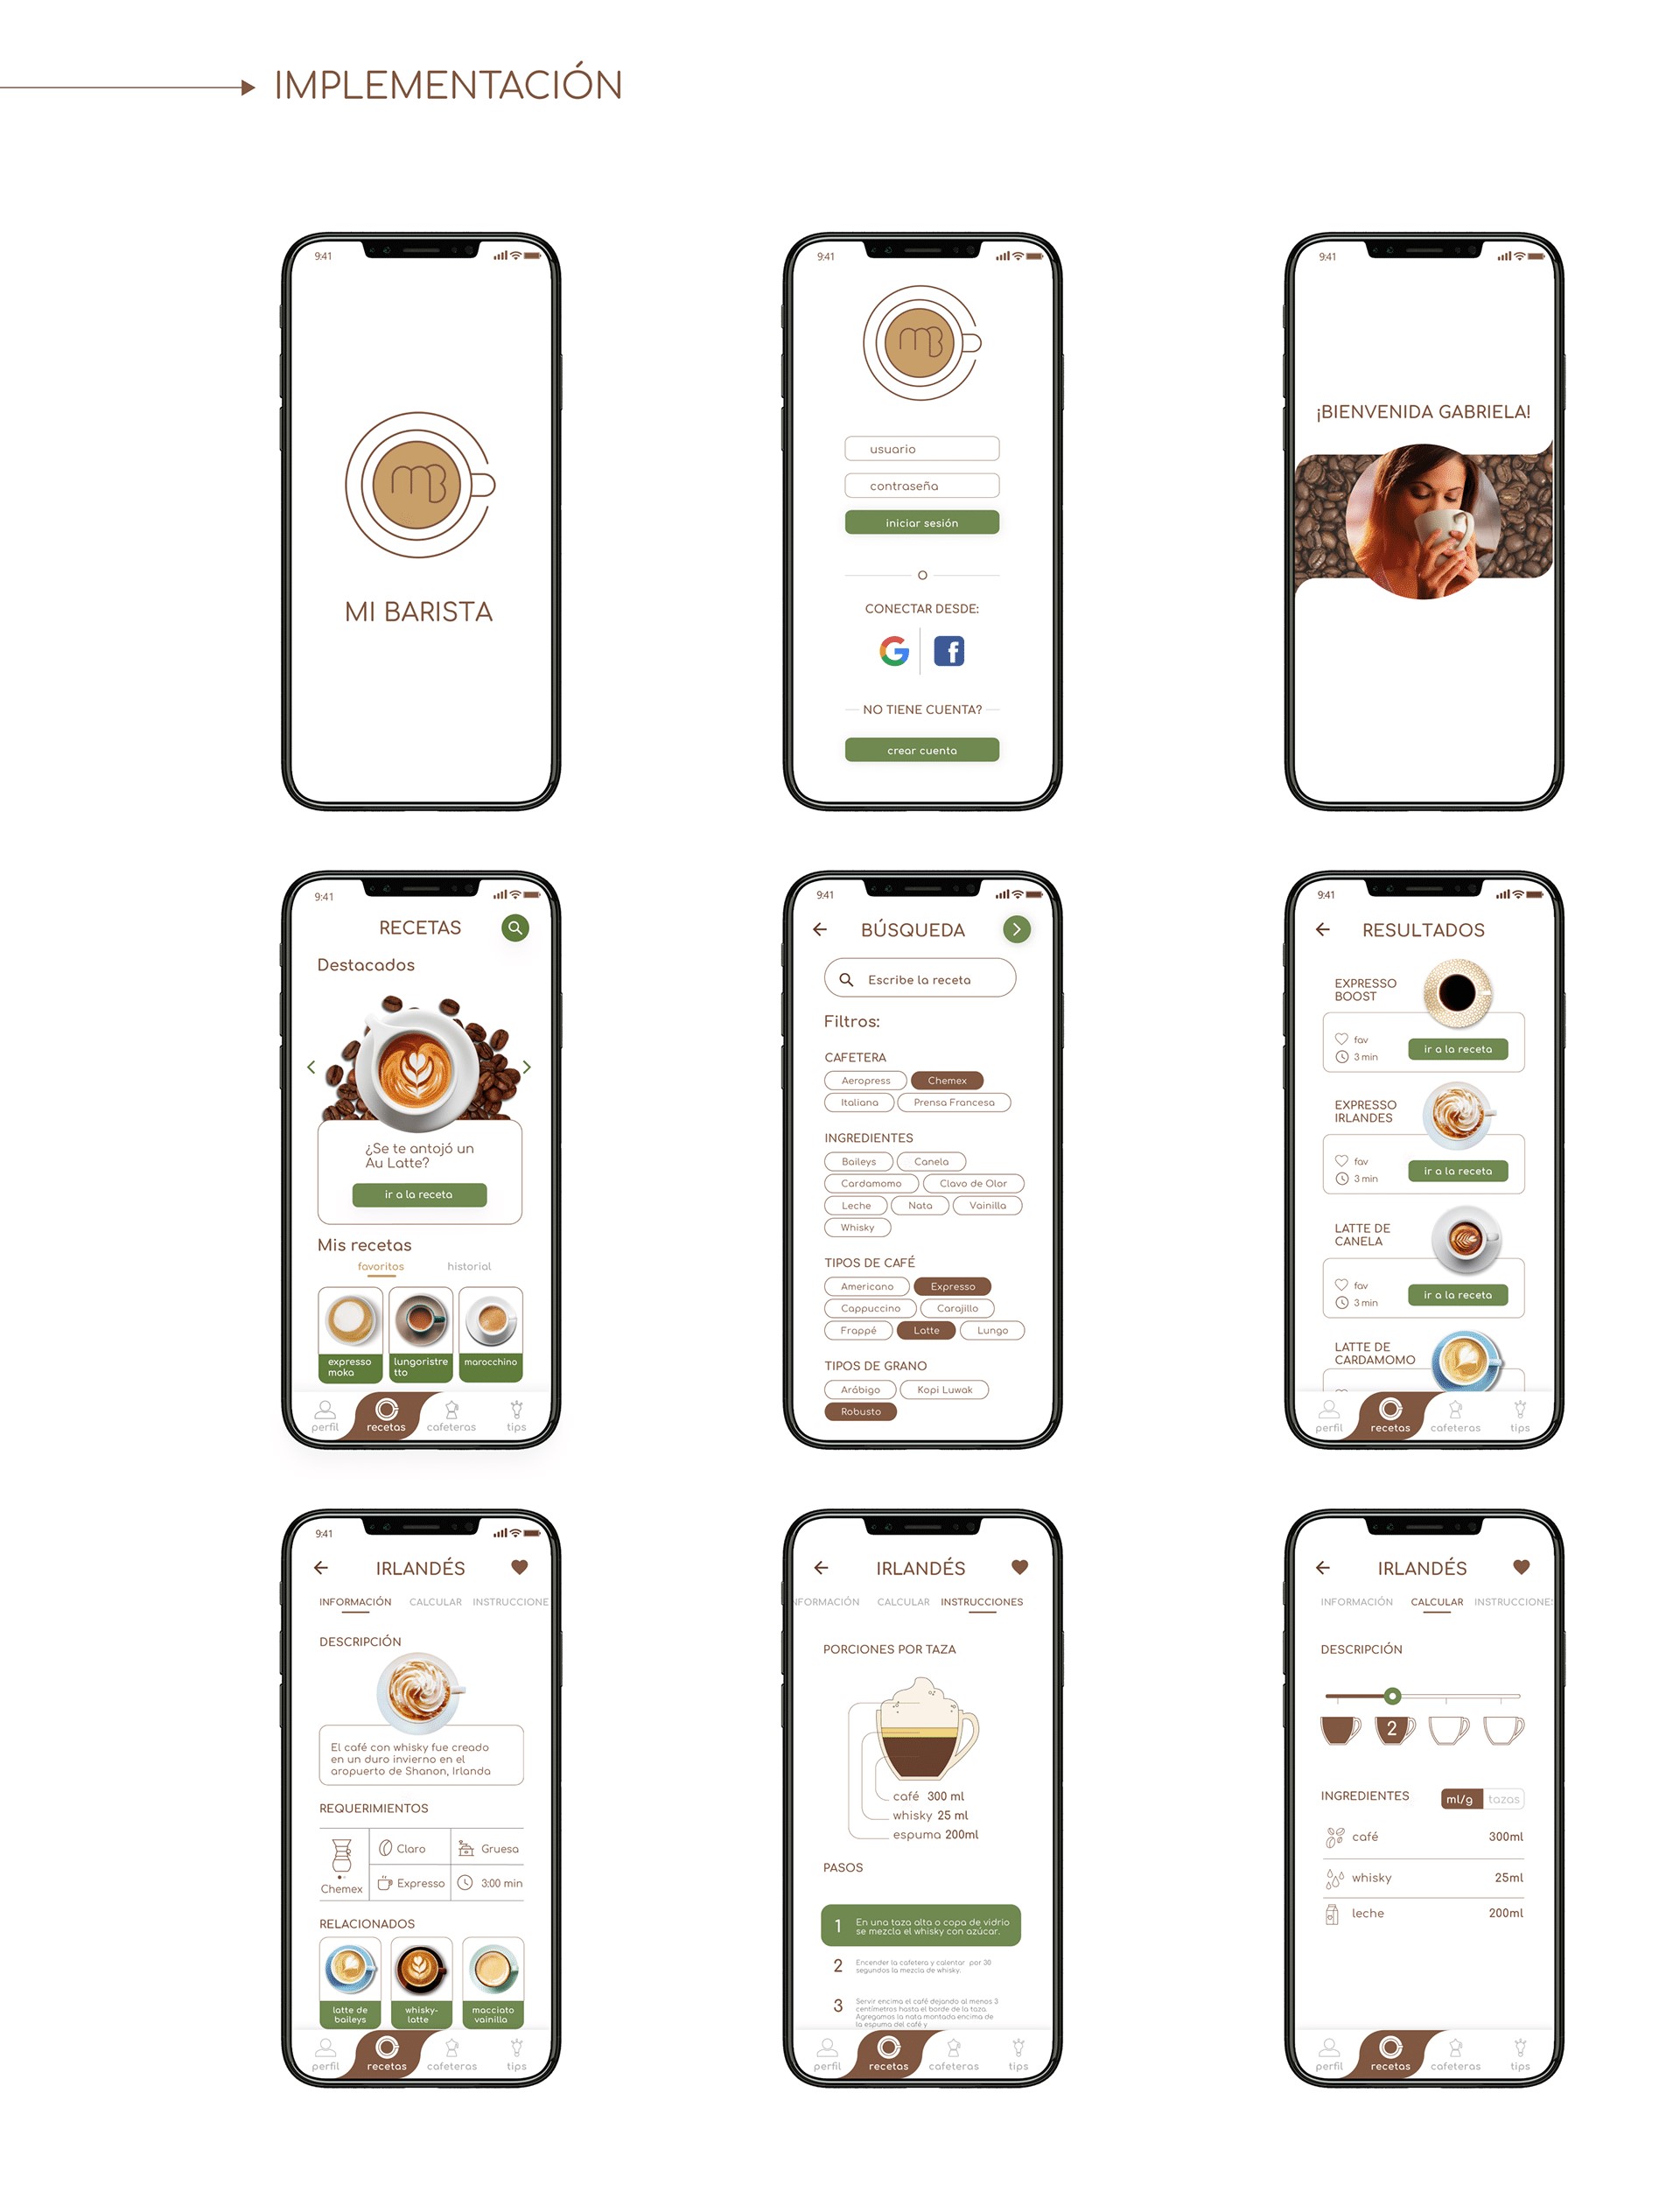 IMPLEMENTACIÓN
9:41
mB
MI BARISTA
9:41
mB
usuario
contraseña
iniciar sesión
O
CONECTAR DESDE:
G f
NO TIENE CUENTA?
crear cuenta
9:41
¡BIENVENIDA GABRIELA!
9:41
RECETAS
Destacados
¿Se te antojó un
Au Latte?
ir a la receta
Mis recetas
favoritos historial
expresso
moka
lungoristre
tto
marocchino
perfil recetas cafeteras tips
9:41
BÚSQUEDA
Escribe la receta
Filtros:
CAFETERA
Aeropress Chemex
Italiana Prensa Francesa
INGREDIENTES
Baileys Canela
Cardamomo Clavo de Olor
Leche Nata Vainilla
Whisky
TIPOS DE CAFÉ
Americano Expresso
Cappuccino Carajillo
Frappé Latte Lungo
TIPOS DE GRANO
Arábigo Kopi Luwak
Robusto
9:41
RESULTADOS
EXPRESSO
BOOST
fav
3 min
ir a la receta
EXPRESSO
IRLANDES
fav
3 min
ir a la receta
LATTE DE
CANELA
fav
3 min
ir a la receta
LATTE DE
CARDAMOMO
perfil recetas cafeteras tips
9:41
IRLANDÉS
INFORMACIÓN CALCULAR INSTRUCCIONE
DESCRIPCIÓN
El café con whisky fue creado
en un duro invierno en el
aropuerto de Shanon, Irlanda
REQUERIMIENTOS
Claro Gruesa
Chemex Expresso 3:00 min
RELACIONADOS
latte de
baileys
whisky-
latte
macciato
vainilla
perfil recetas cafeteras tips
IRLANDÉS
NFORMACIÓN CALCULAR INSTRUCCIONES
PORCIONES POR TAZA
café 300 ml
whisky 25 ml
espuma 200ml
PASOS
1 En una taza alta o copa de vidrio
se mezcla el whisky con azúcar.
2 Encender la cafetera y calentar por 30
segundos la mezcla de whisky.
3 Servir encima el café dejando al menos 3
centímetros hasta el borde de la taza.
Agregamos la nata montada encima de
la espuma del café y
perfil recetas cafeteras tips
IRLANDÉS
INFORMACIÓN CALCULAR INSTRUCCIONES
DESCRIPCIÓN
2
INGREDIENTES ml/g tazas
café 300ml
whisky 25ml
leche 200ml
perfil recetas cafeteras tips